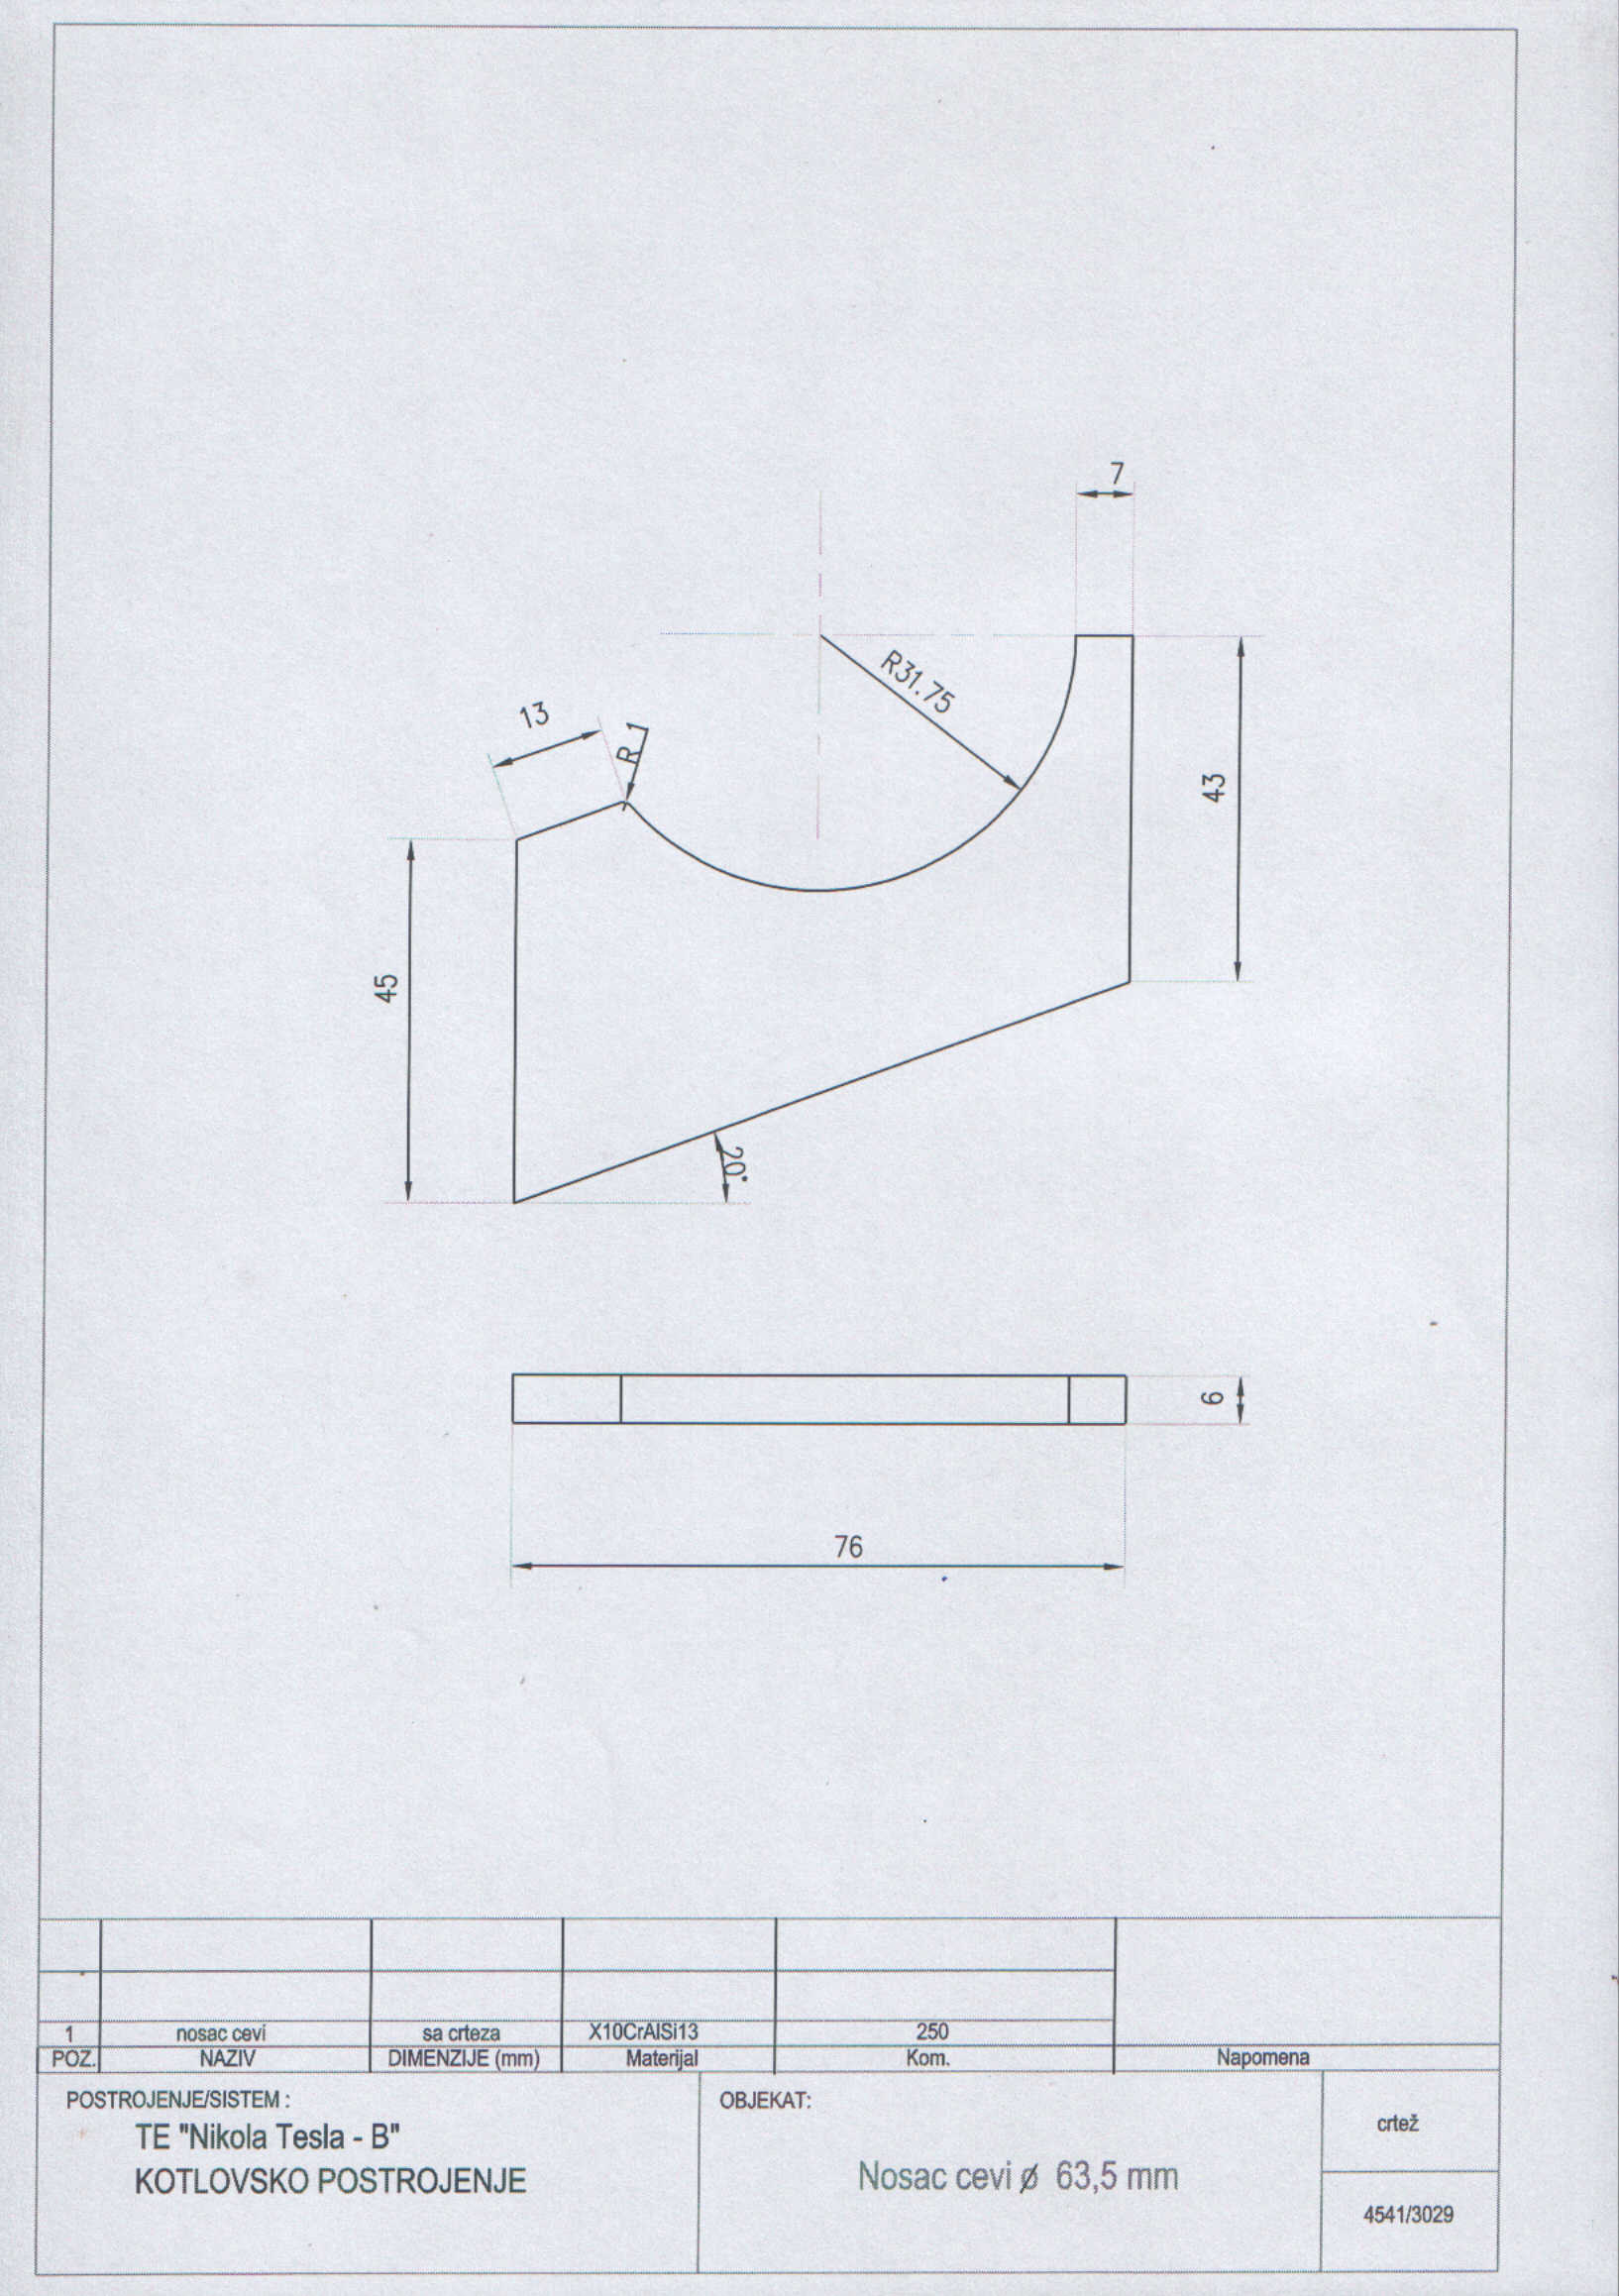 7
R31.75
13
R 1
43
45
20°
6
76
1 nosac cevi sa crteza X10CrAlSi13 250
POZ. NAZIV DIMENZIJE (mm) Materijal Kom. Napomena
POSTROJENJE/SISTEM :
TE "Nikola Tesla - B"
KOTLOVSKO POSTROJENJE
OBJEKAT:
Nosac cevi ø 63,5 mm
crtež
4541/3029